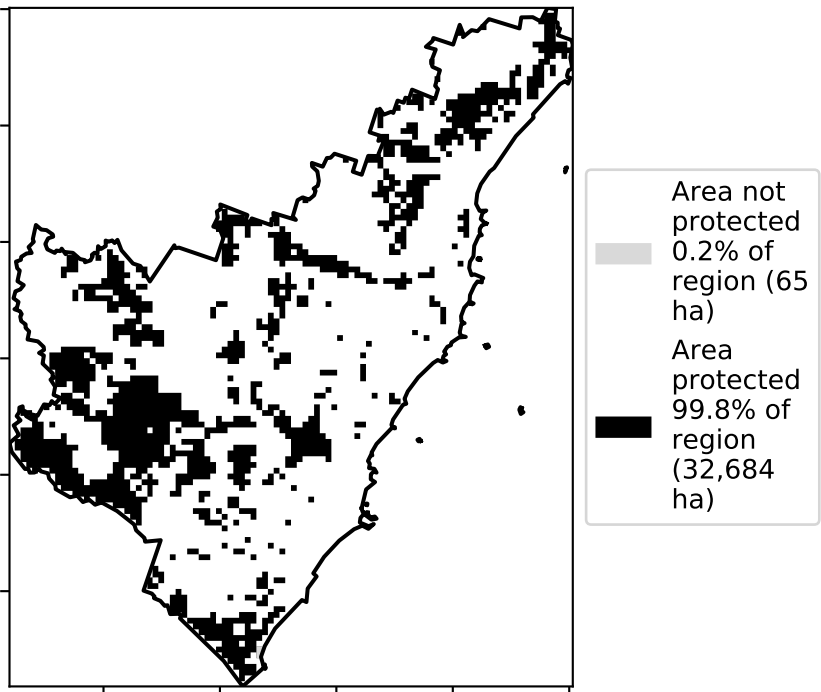 Area not
protected
0.2% of
region (65
ha)
Area
protected
99.8% of
region
(32,684
ha)